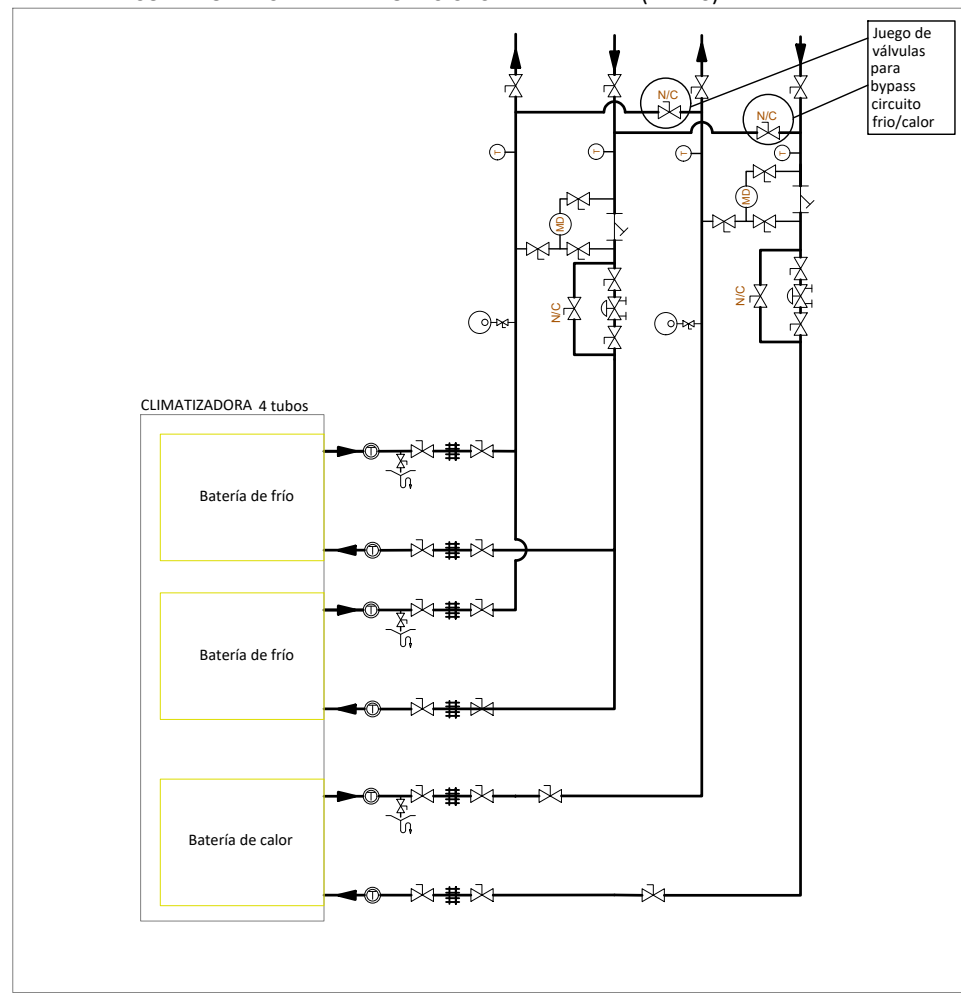 Juego de
válvulas
para
bypass
circuito
frio/calor
N/C
N/C
T
T
T
T
MD
MD
N/C
N/C
CLIMATIZADORA 4 tubos
T
Batería de frío
T
T
Batería de frío
T
T
Batería de calor
T